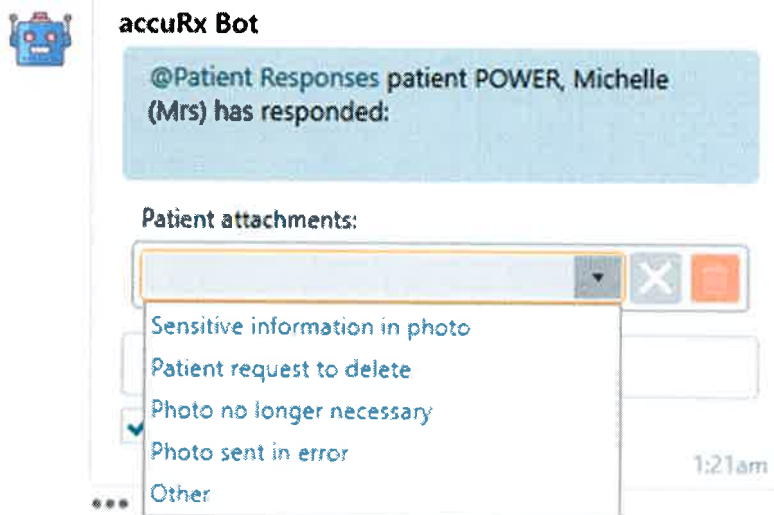 accuRx Bot
@Patient Responses patient POWER, Michelle
(Mrs) has responded:
Patient attachments:
Sensitive information in photo
Patient request to delete
Photo no longer necessary
Photo sent in error
Other
1:21am